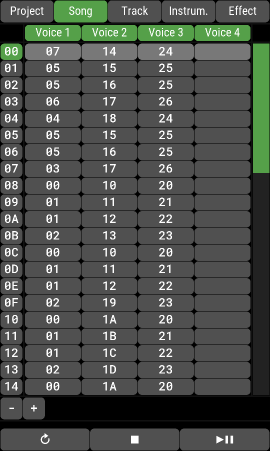 Project Song Track Instrum. Effect
Voice 1 Voice 2 Voice 3 Voice 4
00 07 14 24
01 05 15 25
02 05 16 25
03 06 17 26
04 04 18 24
05 05 15 25
06 05 16 25
07 03 17 26
08 00 10 20
09 01 11 21
0A 01 12 22
0B 02 13 23
0C 00 10 20
0D 01 11 21
0E 01 12 22
0F 02 19 23
10 00 1A 20
11 01 1B 21
12 01 1C 22
13 02 1D 23
14 00 1A 20
- +